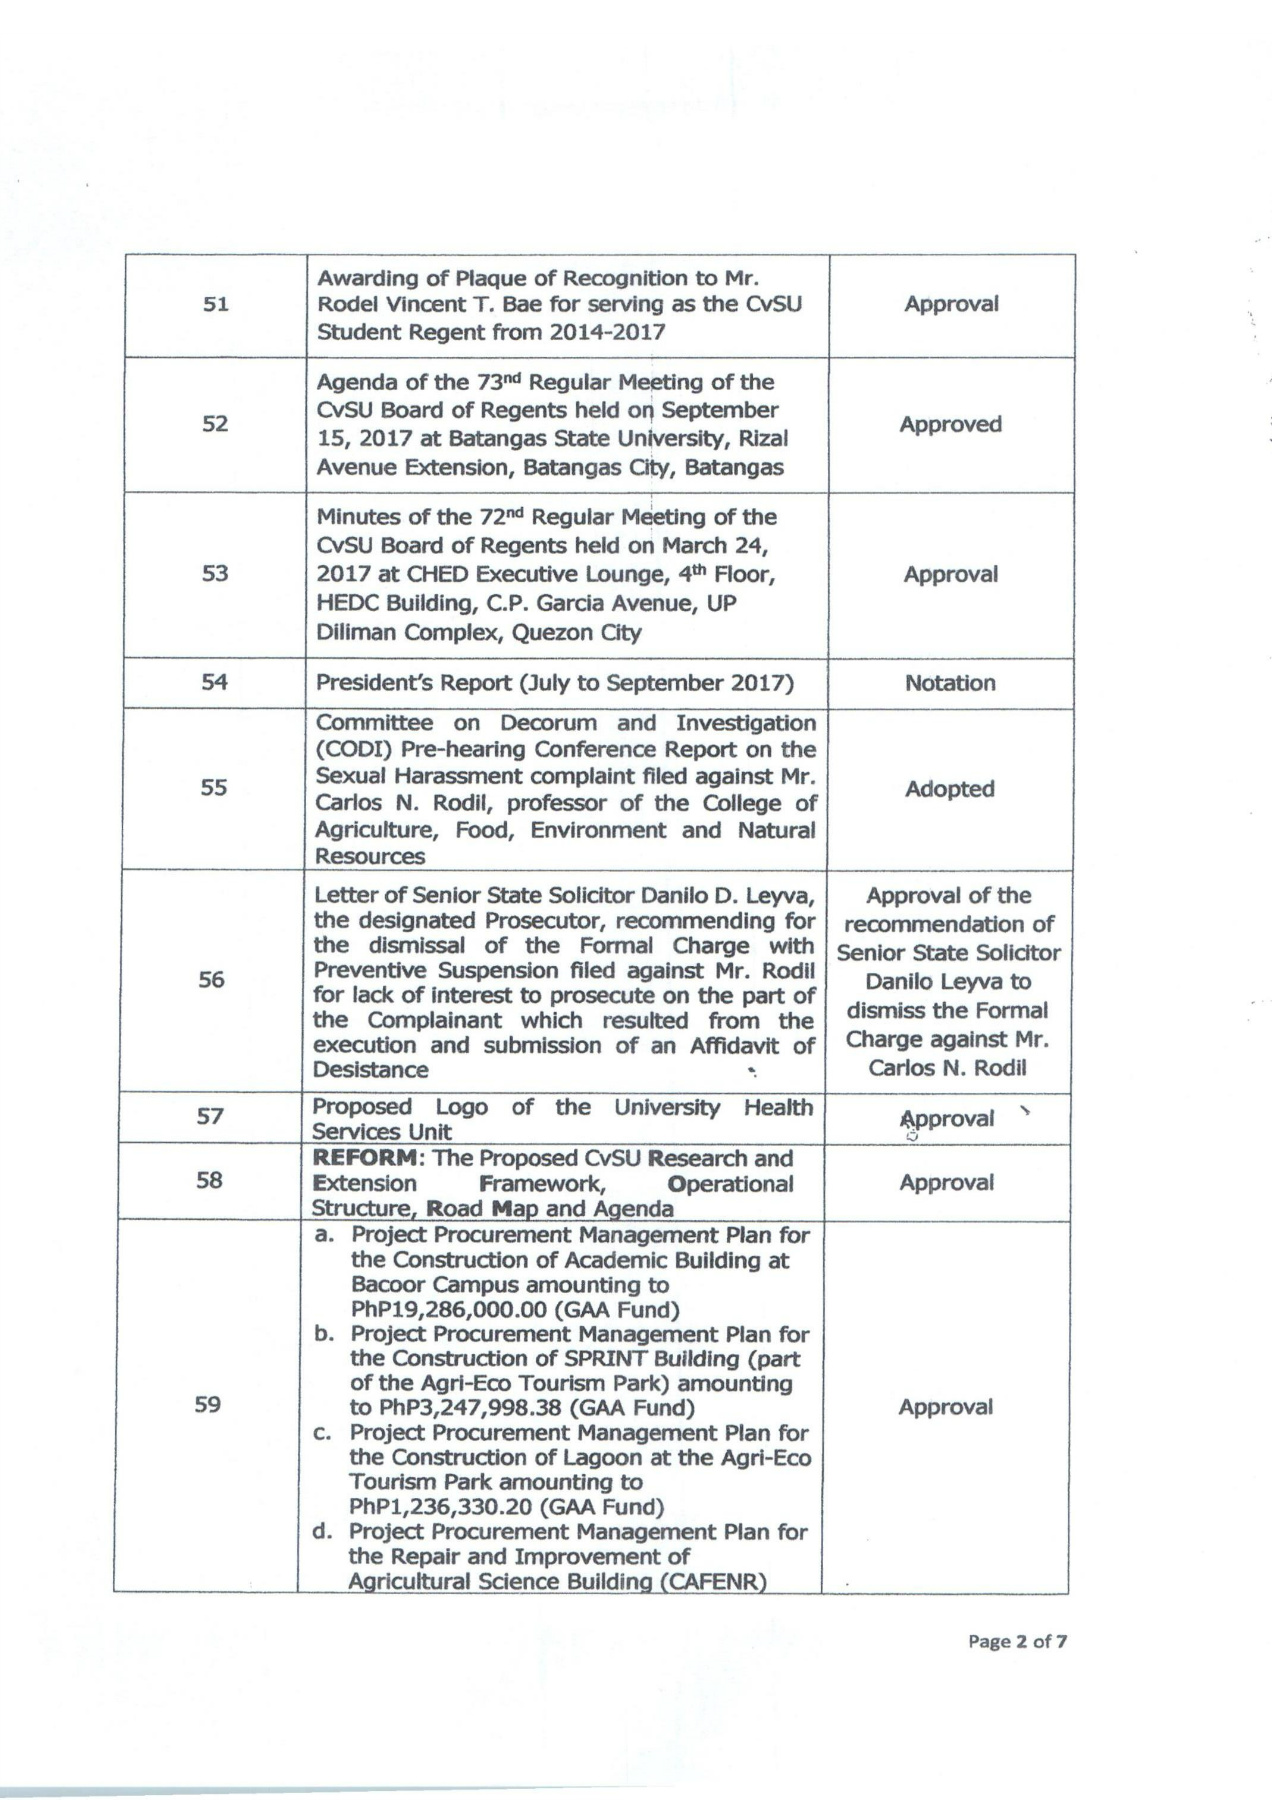 51
Awarding of Plaque of Recognition to Mr.
Rodel Vincent T. Bae for serving as the CvSU
Student Regent from 2014-2017
Approval
52
Agenda of the 73nd Regular Meeting of the
CvSU Board of Regents held on September
15, 2017 at Batangas State University, Rizal
Avenue Extension, Batangas City, Batangas
Approved
53
Minutes of the 72nd Regular Meeting of the
CvSU Board of Regents held on March 24,
2017 at CHED Executive Lounge, 4th Floor,
HEDC Building, C.P. Garcia Avenue, UP
Diliman Complex, Quezon City
Approval
54
President's Report (July to September 2017)
Notation
55
Committee on Decorum and Investigation
(CODI) Pre-hearing Conference Report on the
Sexual Harassment complaint filed against Mr.
Carlos N. Rodil, professor of the College of
Agriculture, Food, Environment and Natural
Resources
Adopted
56
Letter of Senior State Solicitor Danilo D. Leyva,
the designated Prosecutor, recommending for
the dismissal of the Formal Charge with
Preventive Suspension filed against Mr. Rodil
for lack of interest to prosecute on the part of
the Complainant which resulted from the
execution and submission of an Affidavit of
Desistance
Approval of the
recommendation of
Senior State Solicitor
Danilo Leyva to
dismiss the Formal
Charge against Mr.
Carlos N. Rodil
57
Proposed Logo of the University Health
Services Unit
Approval
58
REFORM: The Proposed CvSU Research and
Extension Framework, Operational
Structure, Road Map and Agenda
Approval
59
a. Project Procurement Management Plan for
the Construction of Academic Building at
Bacoor Campus amounting to
PhP19,286,000.00 (GAA Fund)
b. Project Procurement Management Plan for
the Construction of SPRINT Building (part
of the Agri-Eco Tourism Park) amounting
to PhP3,247,998.38 (GAA Fund)
c. Project Procurement Management Plan for
the Construction of Lagoon at the Agri-Eco
Tourism Park amounting to
PhP1,236,330.20 (GAA Fund)
d. Project Procurement Management Plan for
the Repair and Improvement of
Agricultural Science Building (CAFENR)
Approval
Page 2 of 7